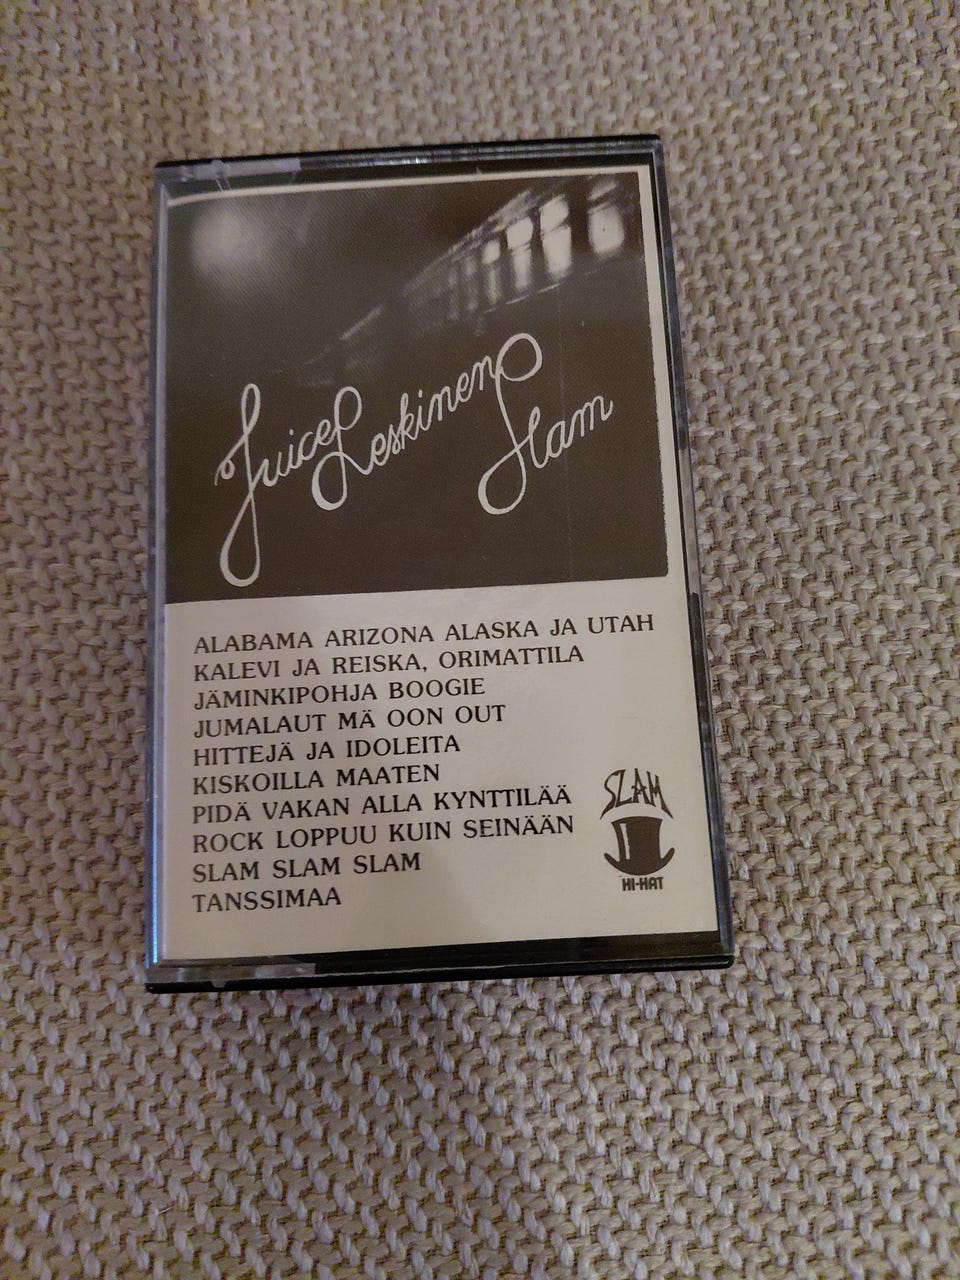 Juice Leskinen
Slam
ALABAMA ARIZONA ALASKA JA UTAH
KALEVI JA REISKA, ORIMATTILA
JÄMINKIPOHJA BOOGIE
JUMALAUT MÄ OON OUT
HITTEJÄ JA IDOLEITA
KISKOILLA MAATEN
PIDÄ VAKAN ALLA KYNTTILÄÄ
ROCK LOPPUU KUIN SEINÄÄN
SLAM SLAM SLAM
TANSSIMAA
SLAM
HI-HAT